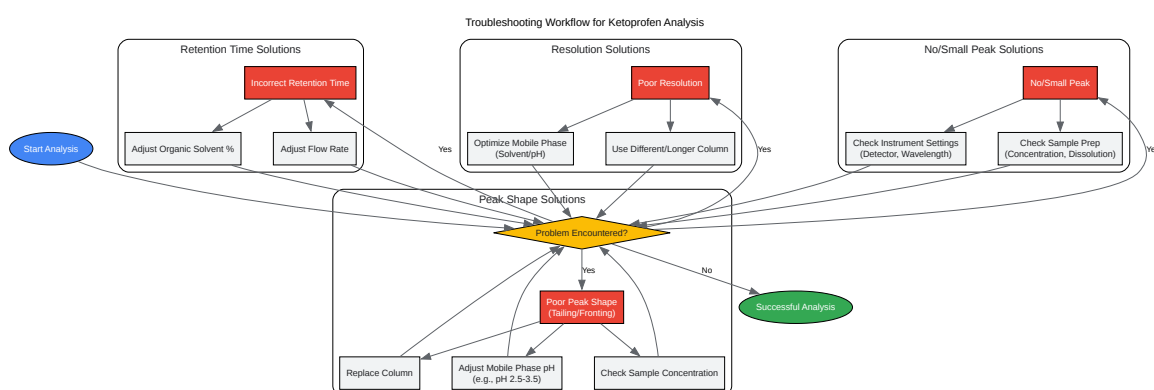 Troubleshooting Workflow for Ketoprofen Analysis
Retention Time Solutions
Resolution Solutions
No/Small Peak Solutions
Incorrect Retention Time
Poor Resolution
No/Small Peak
Start Analysis
Adjust Organic Solvent %
Adjust Flow Rate
Yes
Optimize Mobile Phase
(Solvent/pH)
Use Different/Longer Column
Yes
Check Instrument Settings
(Detector, Wavelength)
Check Sample Prep
(Concentration, Dissolution)
Ye
Peak Shape Solutions
Problem Encountered?
Yes
No
Poor Peak Shape
(Tailing/Fronting)
Successful Analysis
Replace Column
Adjust Mobile Phase pH
(e.g., pH 2.5-3.5)
Check Sample Concentration